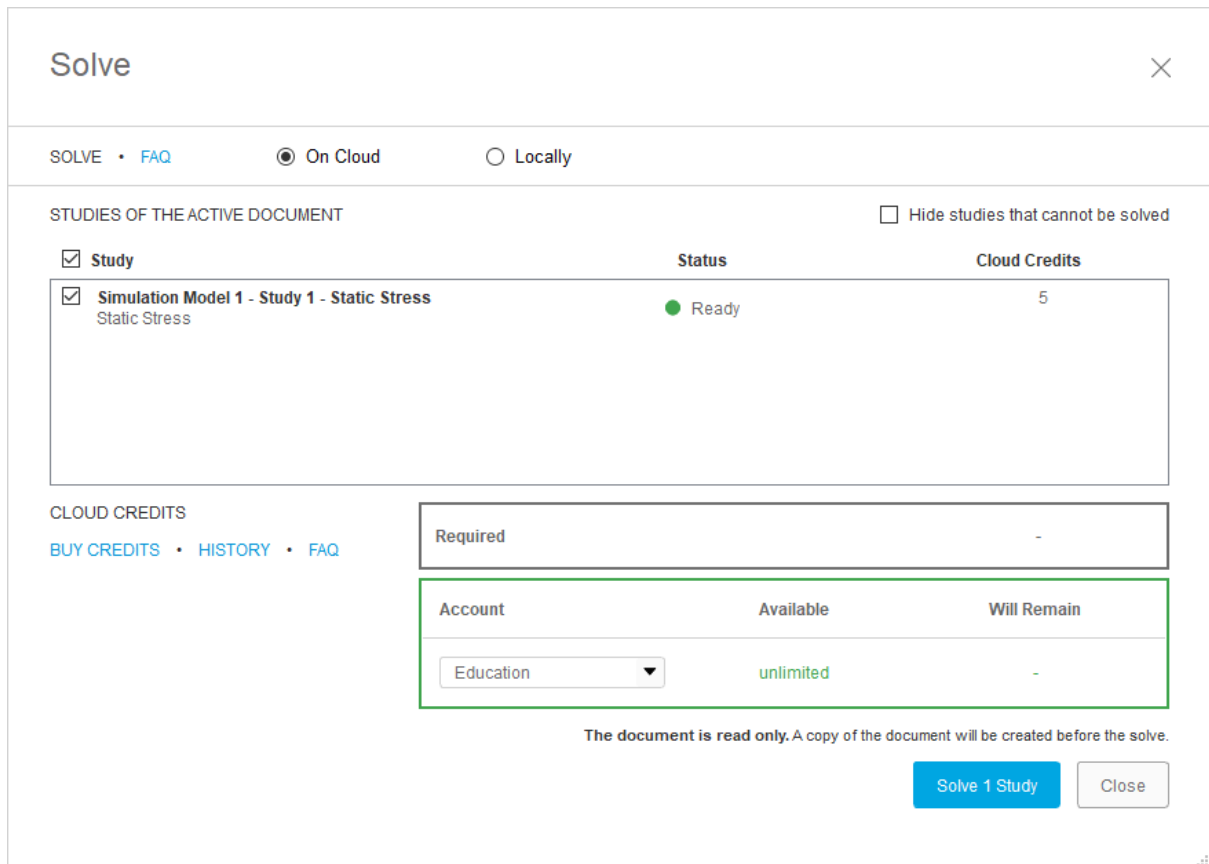 Solve
SOLVE • FAQ On Cloud Locally
STUDIES OF THE ACTIVE DOCUMENT Hide studies that cannot be solved
Study Status Cloud Credits
Simulation Model 1 - Study 1 - Static Stress Ready 5
Static Stress
CLOUD CREDITS
BUY CREDITS • HISTORY • FAQ
Required -
Account Available Will Remain
Education unlimited -
The document is read only. A copy of the document will be created before the solve.
Solve 1 Study Close